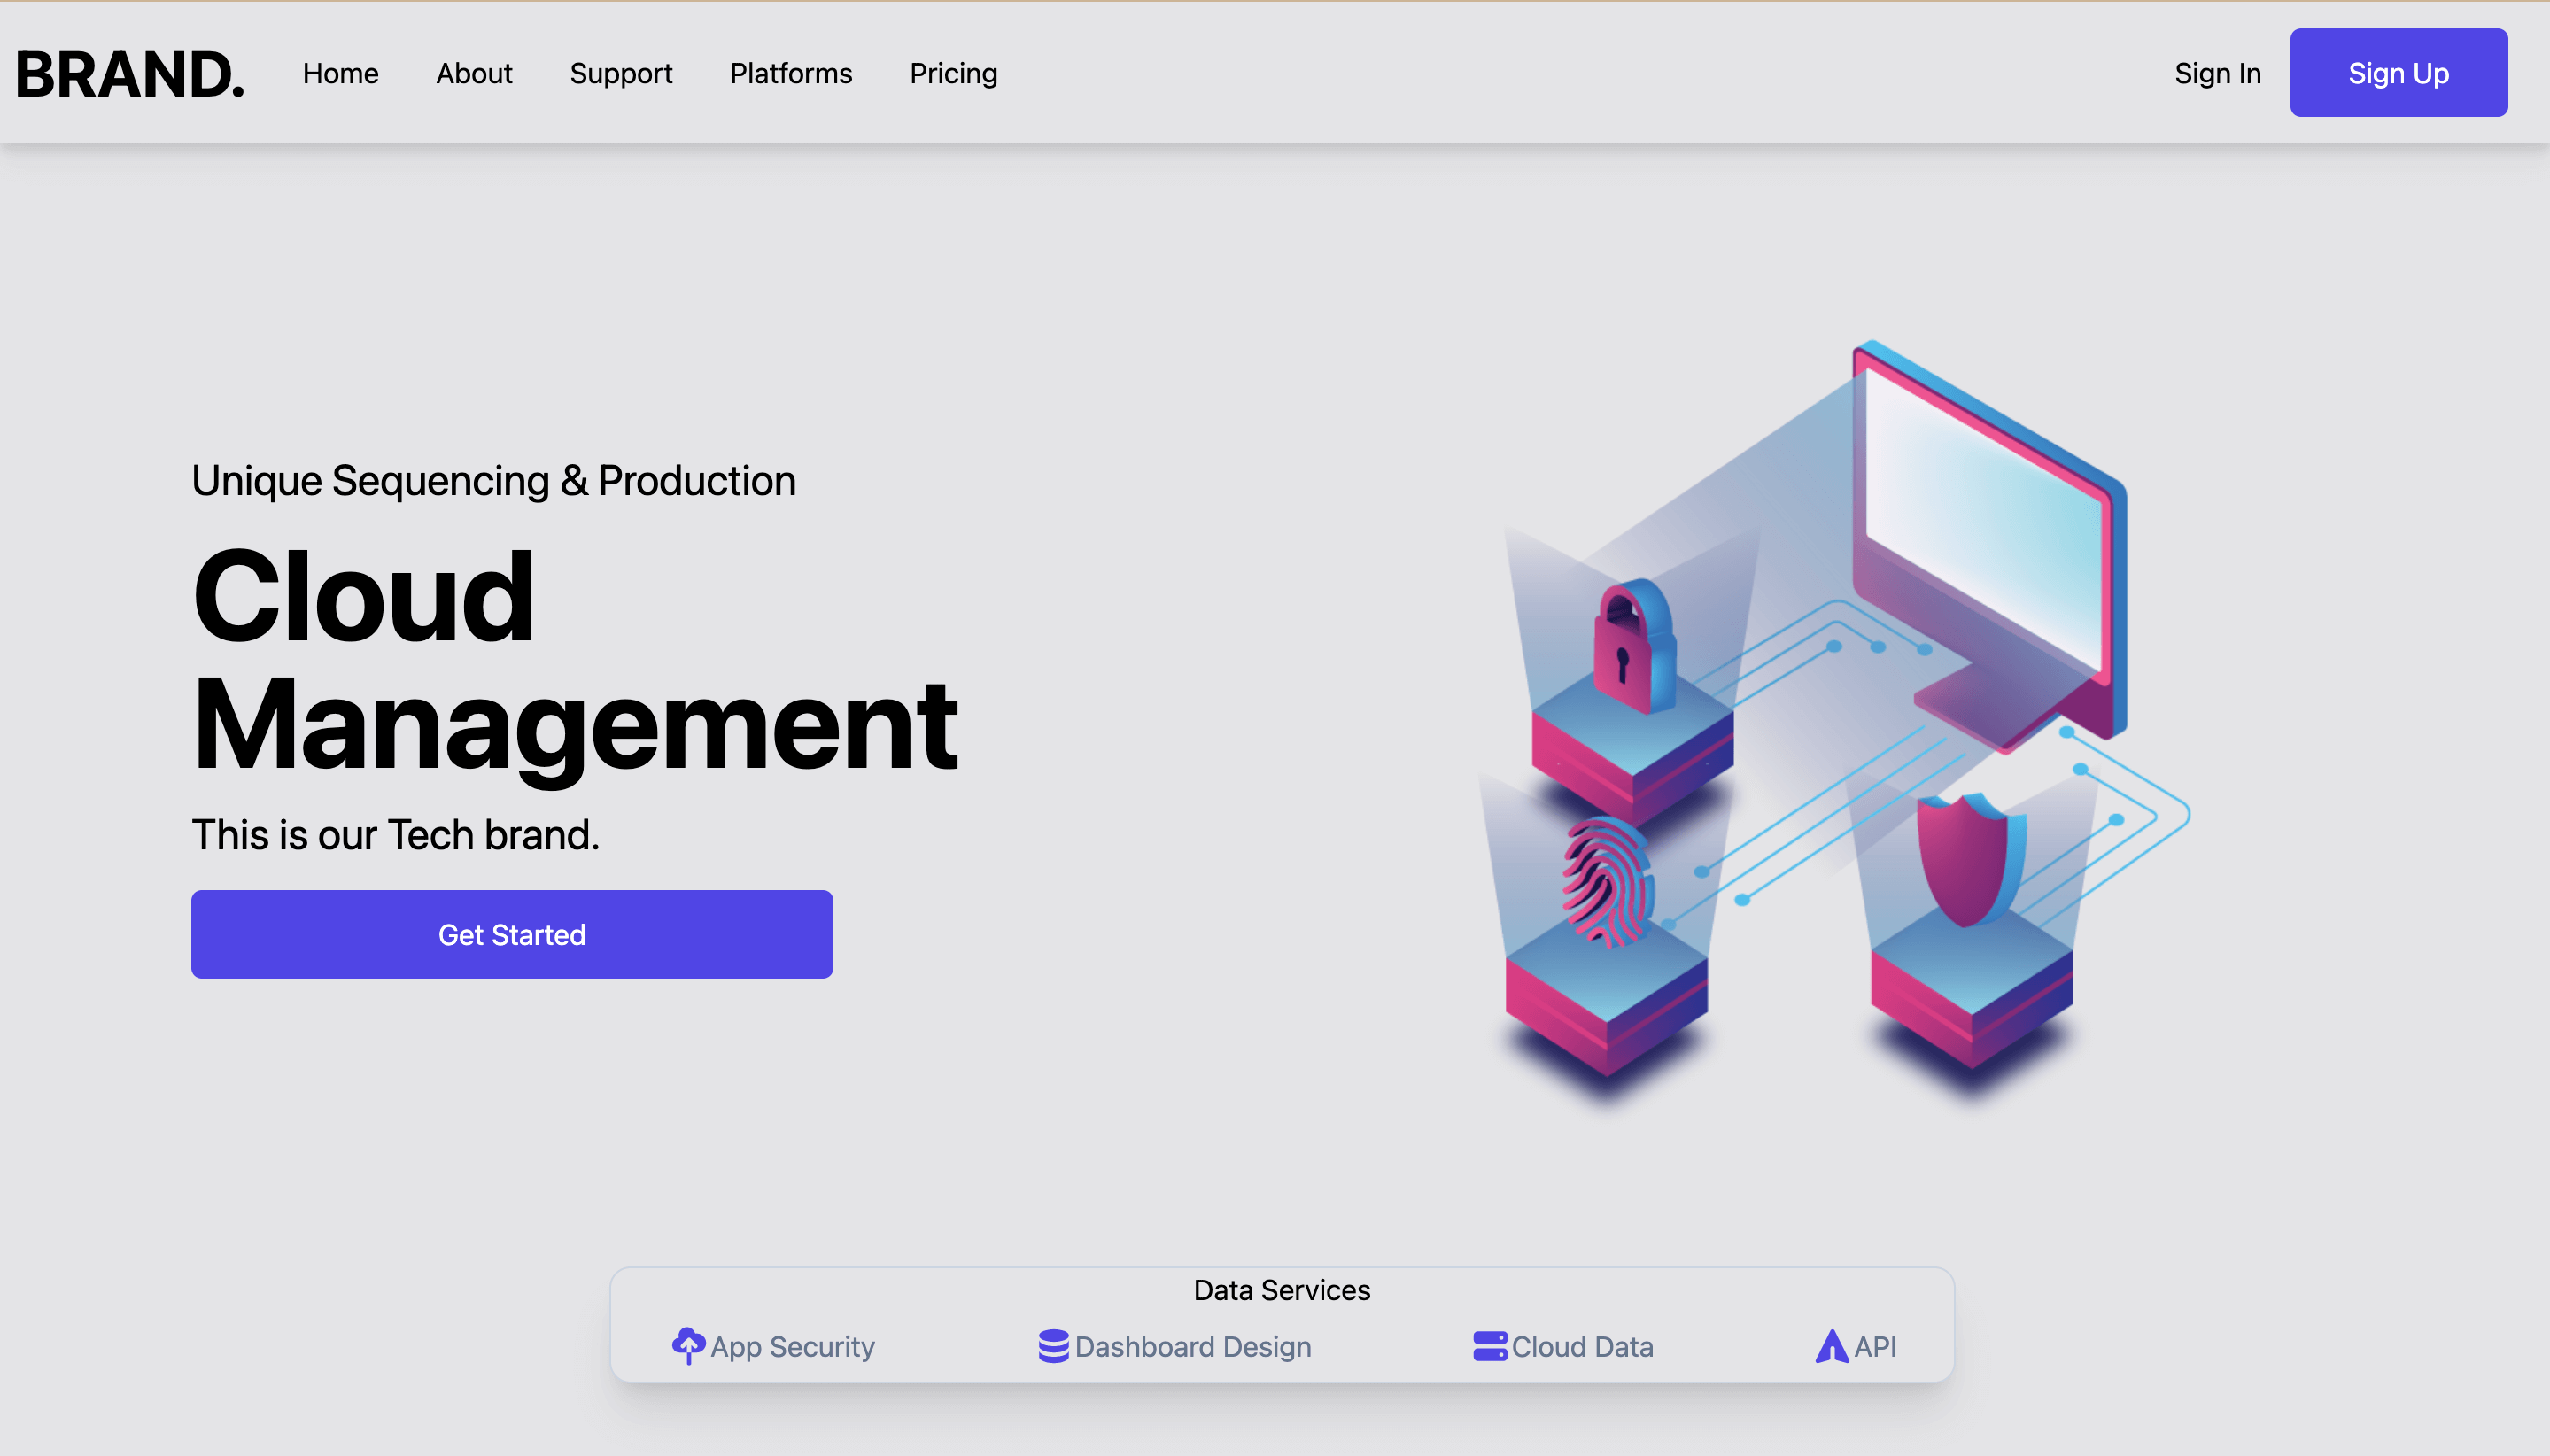 BRAND. Home About Support Platforms Pricing Sign In Sign Up
Unique Sequencing & Production
Cloud
Management
This is our Tech brand.
Get Started
Data Services
App Security Dashboard Design Cloud Data API